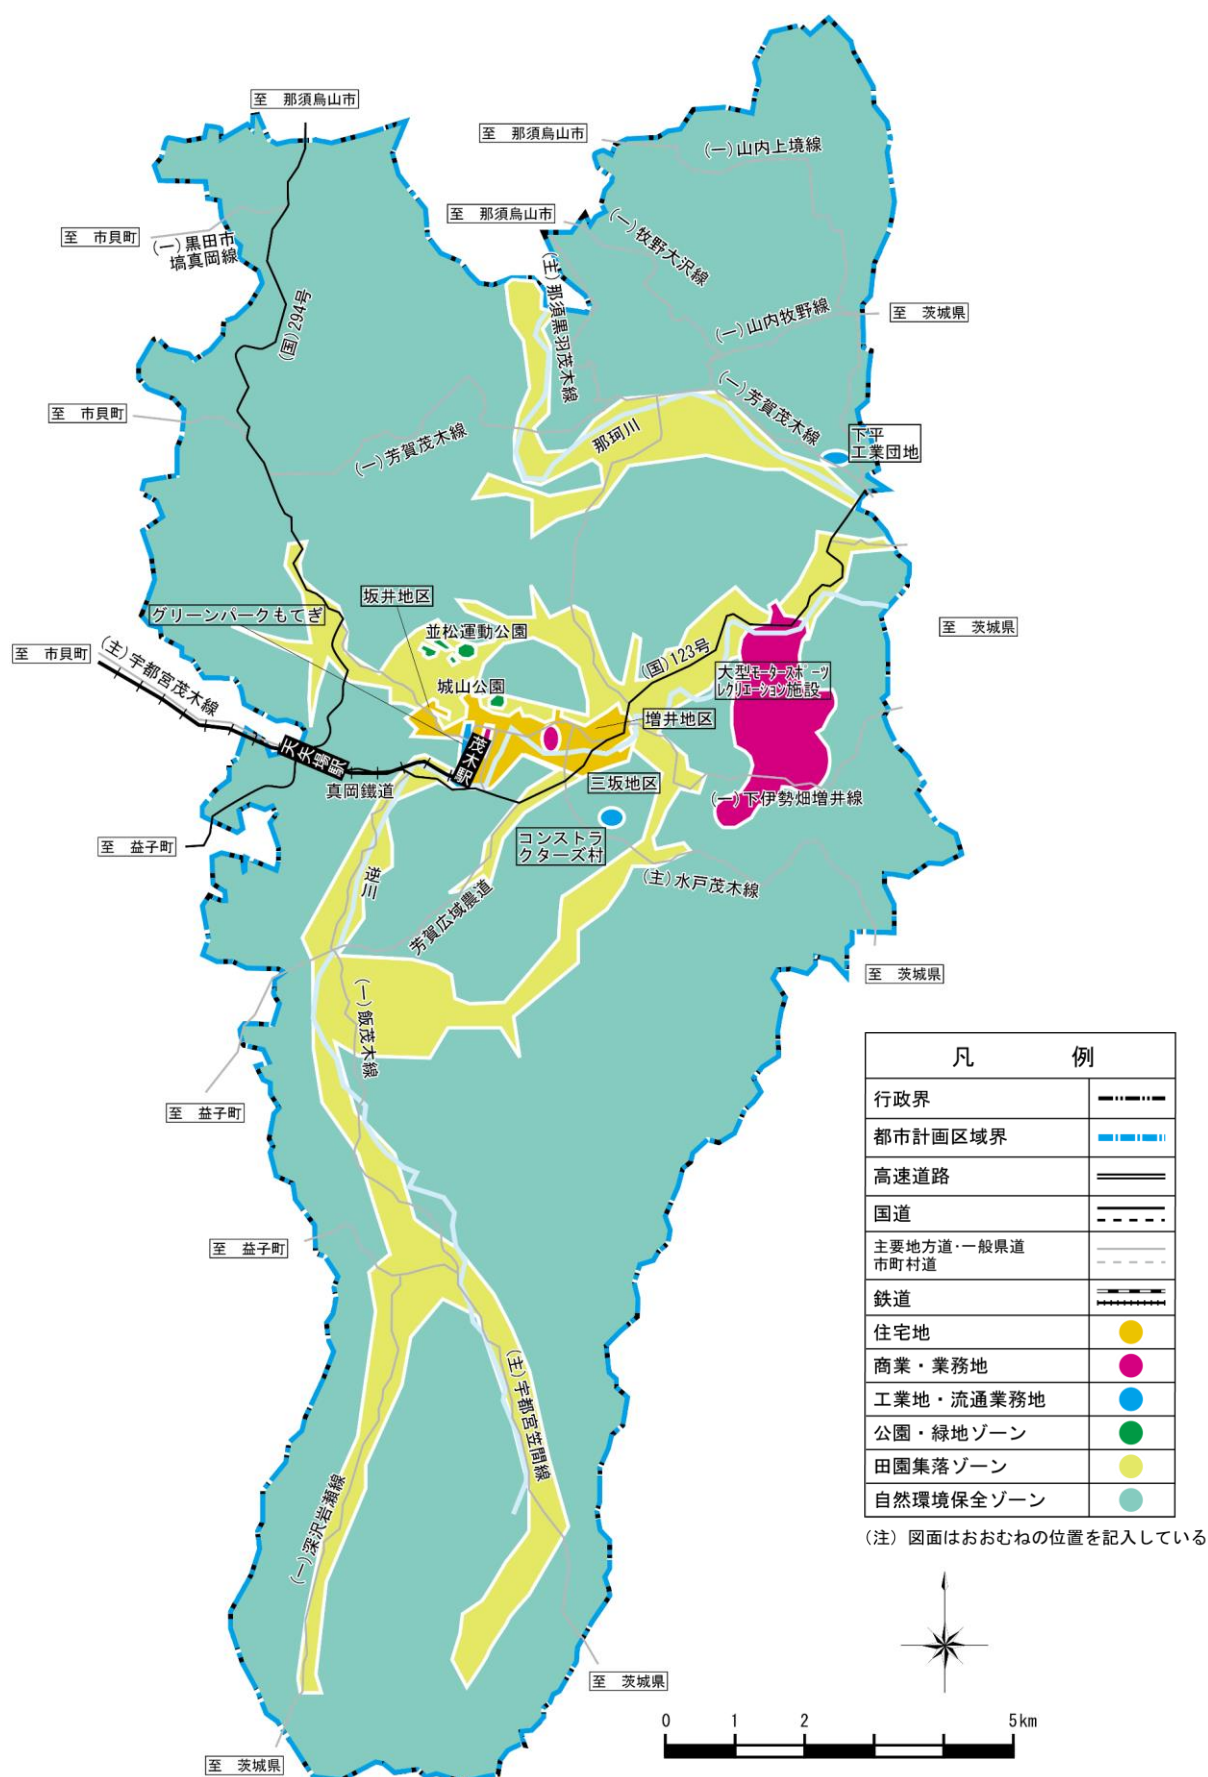 至 那須烏山市
至 那須烏山市
(一)山内上境線
至 那須烏山市
(一)牧野大沢線
至 市貝町
(一)黒田市
塙真岡線
(主)那須黒羽茂木線
(国)294号
(一)山内牧野線
至 茨城県
至 市貝町
(一)芳賀茂木線
(一)芳賀茂木線
那珂川
下平
工業団地
坂井地区
グリーンパークもてぎ
並松運動公園
至 茨城県
(国)123号
至 市貝町
(主)宇都宮茂木線
大型モータースポーツ
レクリエーション施設
城山公園
増井地区
天矢場駅
茂木駅
真岡鐵道
三坂地区
(一)下伊勢畑増井線
至 益子町
コンストラ
クターズ村
逆川
(主)水戸茂木線
芳賀広域農道
至 茨城県
(一)飯茂木線
至 益子町
至 益子町
(主)宇都宮笠間線
(一)深沢岩瀬線
至 茨城県
至 茨城県
凡 例
行政界
都市計画区域界
高速道路
国道
主要地方道・一般県道
市町村道
鉄道
住宅地
商業・業務地
工業地・流通業務地
公園・緑地ゾーン
田園集落ゾーン
自然環境保全ゾーン
(注) 図面はおおむねの位置を記入している
0 1 2 5km